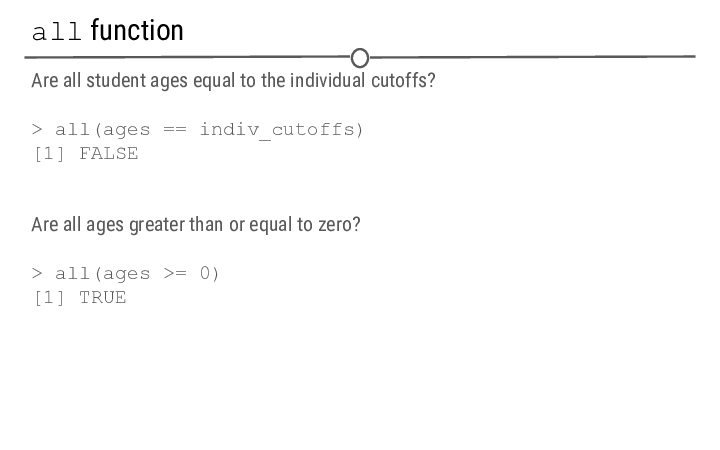 all function
Are all student ages equal to the individual cutoffs?
> all(ages == indiv_cutoffs)
[1] FALSE
Are all ages greater than or equal to zero?
> all(ages >= 0)
[1] TRUE